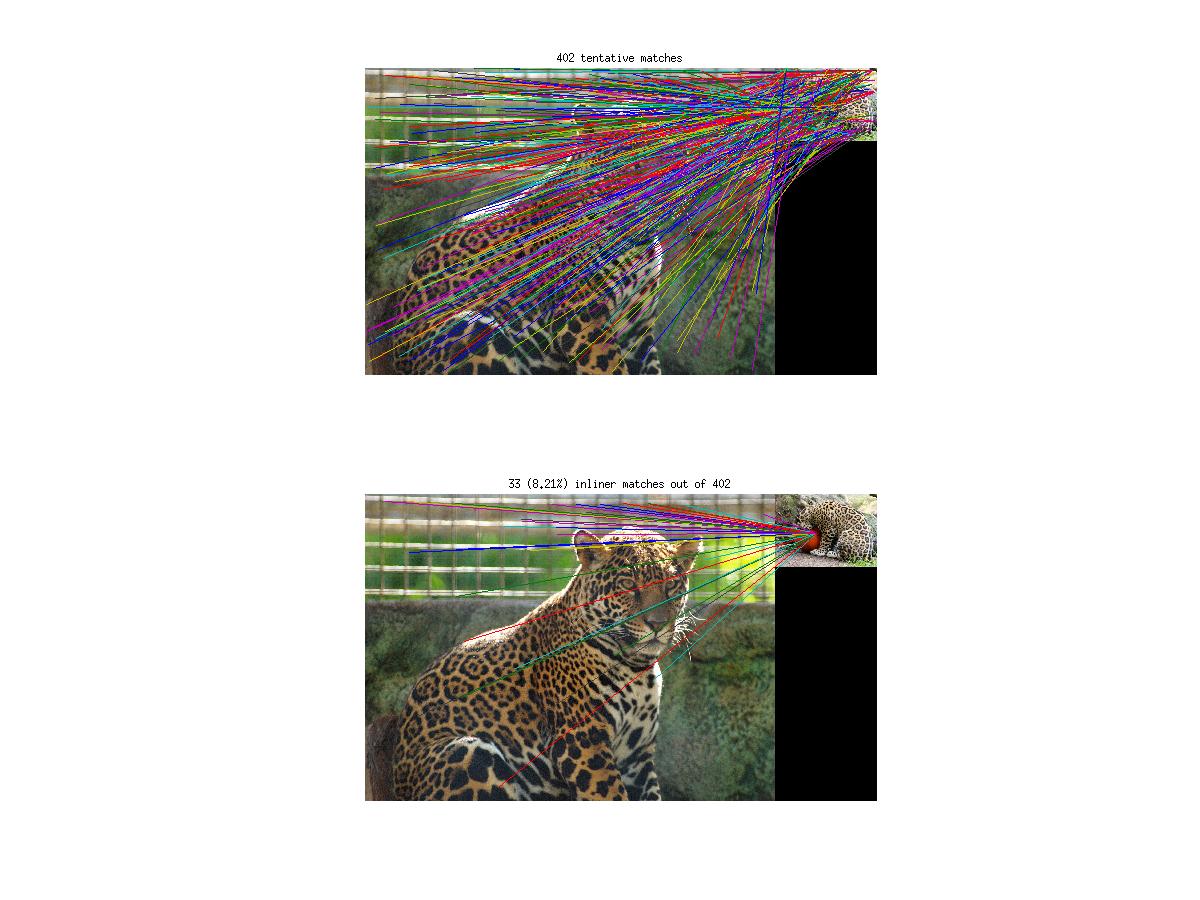 402 tentative matches
33 (8.21%) inliner matches out of 402